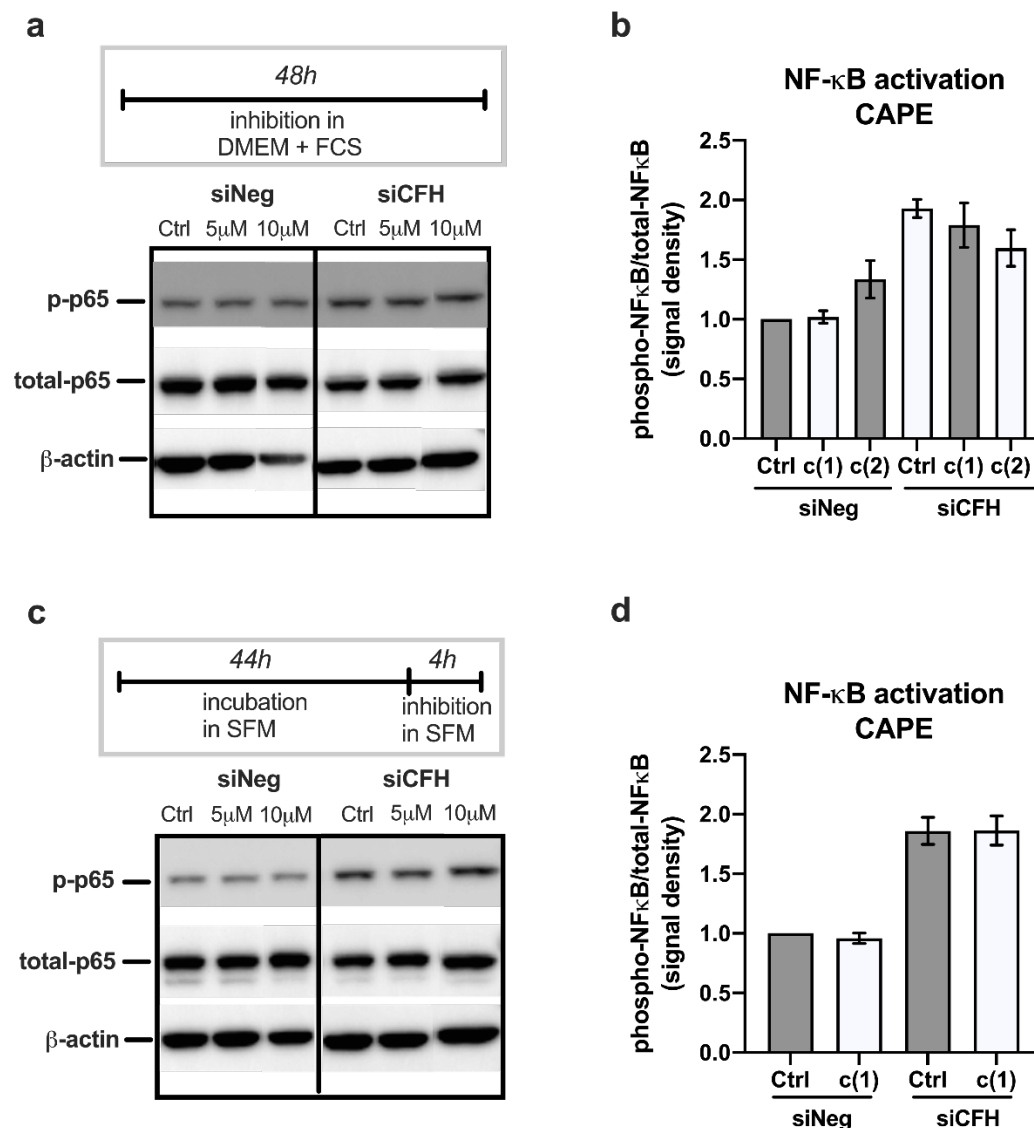 a
48h
inhibition in
DMEM + FCS
siNeg siCFH
Ctrl 5μM 10μM Ctrl 5μM 10μM
p-p65
total-p65
β-actin
b
NF-κB activation
CAPE
phospho-NFκB/total-NFκB
(signal density)
2.5
2.0
1.5
1.0
0.5
0.0
Ctrl c(1) c(2) Ctrl c(1) c(2)
siNeg siCFH
c
44h 4h
incubation inhibition
in SFM in SFM
siNeg siCFH
Ctrl 5μM 10μM Ctrl 5μM 10μM
p-p65
total-p65
β-actin
d
NF-κB activation
CAPE
phospho-NFκB/total-NFκB
(signal density)
2.5
2.0
1.5
1.0
0.5
0.0
Ctrl c(1) Ctrl c(1)
siNeg siCFH